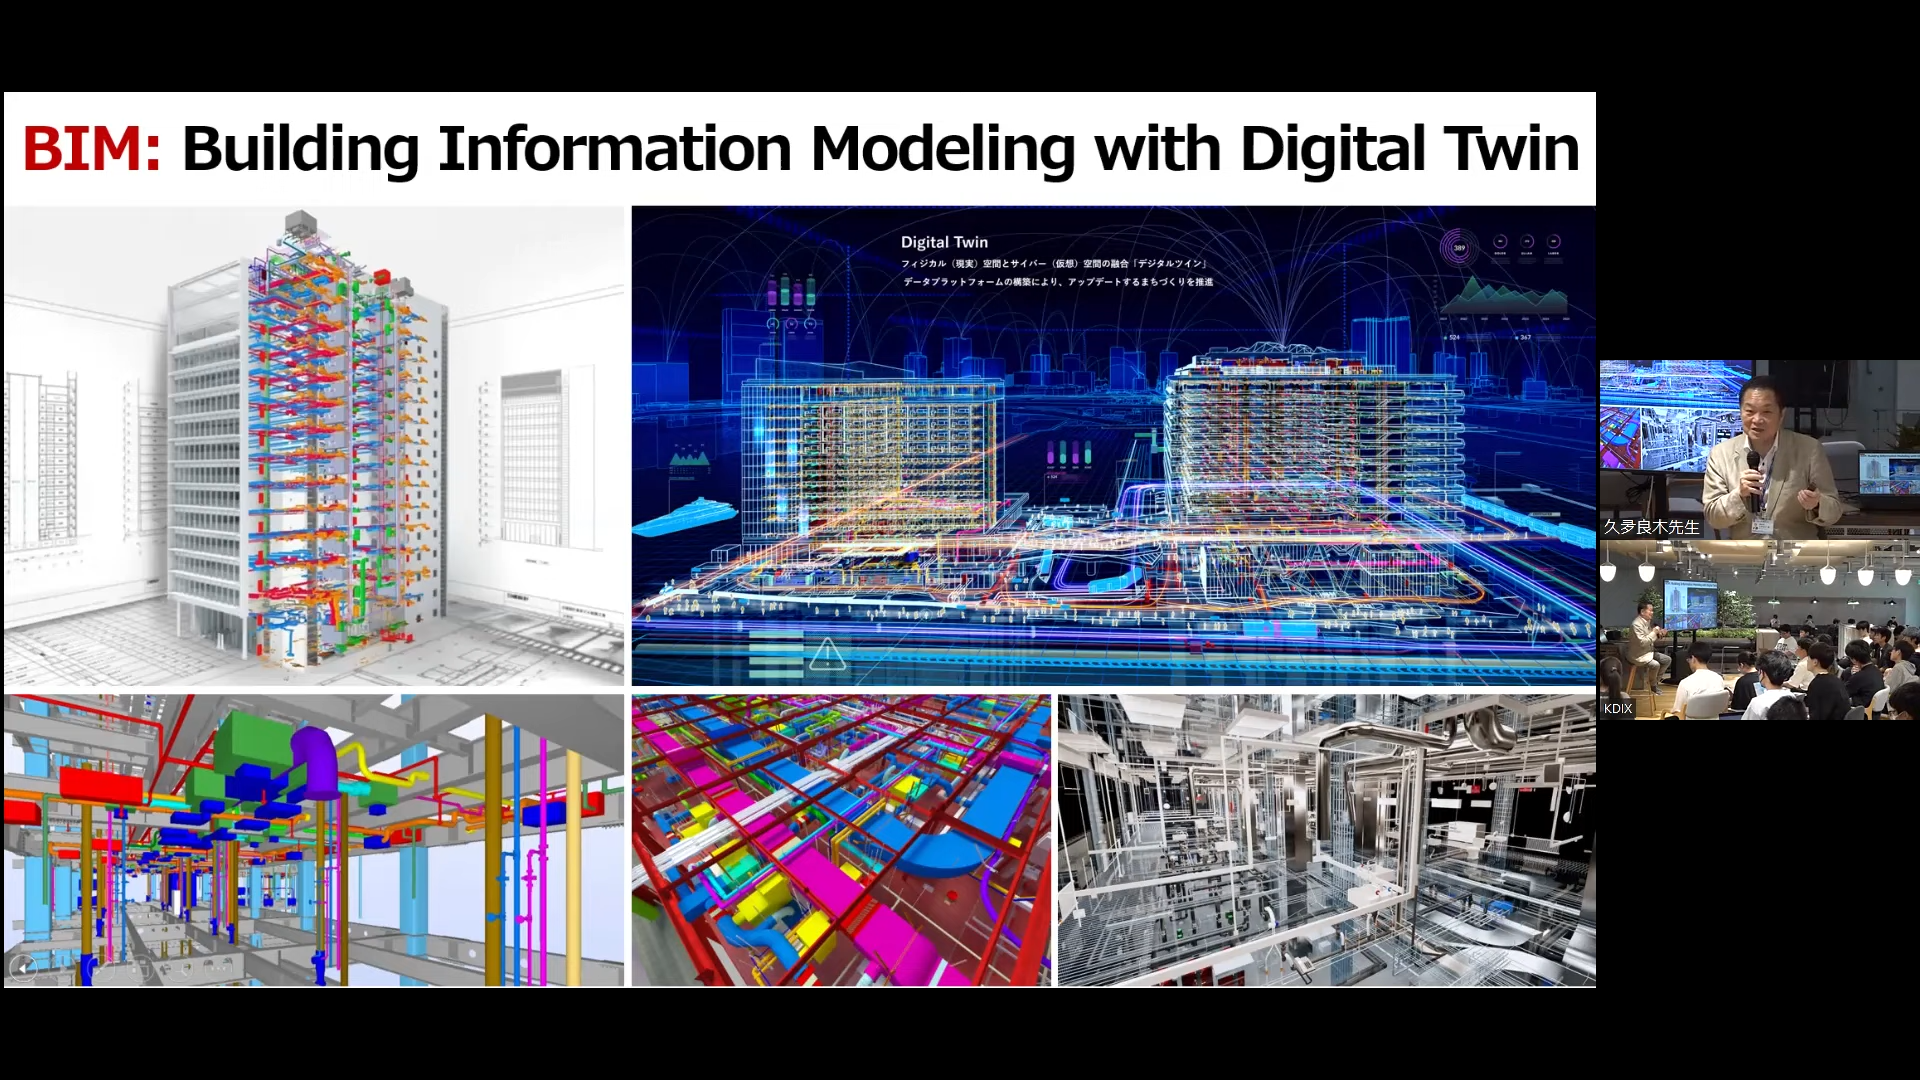 BIM: Building Information Modeling with Digital Twin
Digital Twin
フィジカル（現実）空間とサイバー（仮想）空間の融合「デジタルツイン」
データプラットフォームの構築により、アップデートするまちづくりを推進
389
524
367
久夛良木先生
KDIX